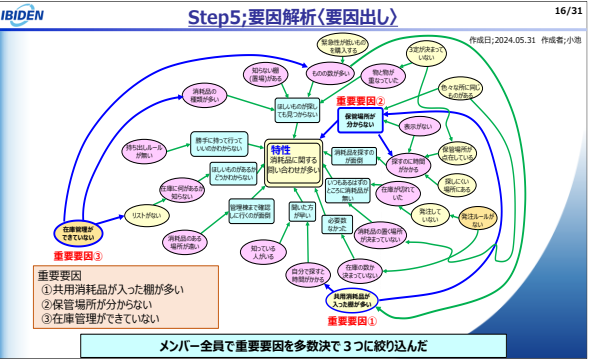 IBIDEN
Step5;要因解析〈要因出し〉
16/31
作成日;2024.05.31 作成者;小池
緊急性が低いもの
を購入する
3定が決まって
いない
知らない棚
(置場)がある
ものの数が多い
物と物が
重なっていた
色々な所に同じ
ものがある
消耗品の
種類が多い
ほしいものが探し
ても見つからない
重要要因②
保管場所が
分からない
表示がない
持ち出しルール
が無い
勝手に持って行って
いいのかわからない
特性
消耗品に関する
問い合わせが多い
消耗品を探すの
が面倒
探すのに時間
がかかる
保管場所が
点在している
ほしいものがあるか
どうかわからない
在庫に何があるか
知らない
いつもあるはずの
ところに消耗品が
無い
在庫が切れて
いた
探しにくい
場所にある
リストがない
管理棟まで確認
しに行くのが面倒
聞いた方
が早い
必要数
なかった
発注して
いない
発注ルールが
ない
在庫管理が
できていない
重要要因③
消耗品のある
場所が遠い
知っている
人がいる
消耗品の置く場所
が決まっていない
自分で探すと
時間がかかる
在庫の数が
決まっていない
共用消耗品が
入った棚が多い
重要要因①
重要要因
①共用消耗品が入った棚が多い
②保管場所が分からない
③在庫管理ができていない
メンバー全員で重要要因を多数決で3つに絞り込んだ